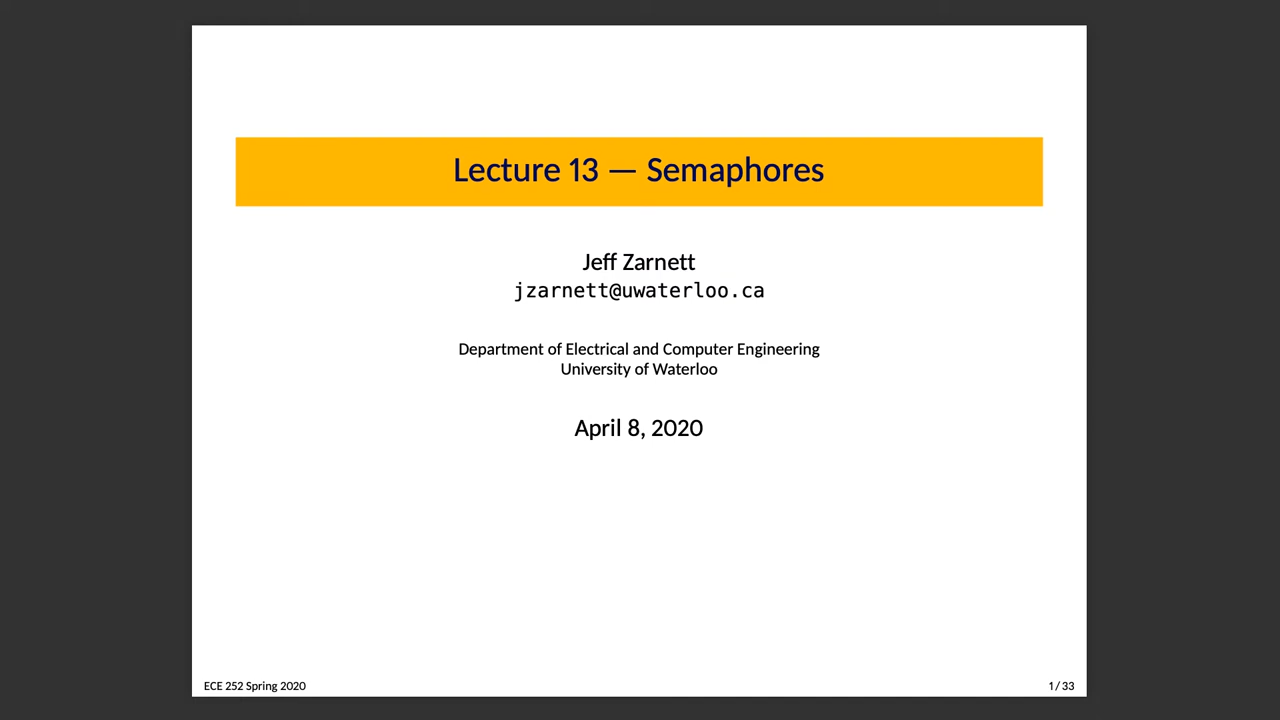 Lecture 13 — Semaphores
Jeff Zarnett
jzarnett@uwaterloo.ca
Department of Electrical and Computer Engineering
University of Waterloo
April 8, 2020
ECE 252 Spring 2020
1 / 33